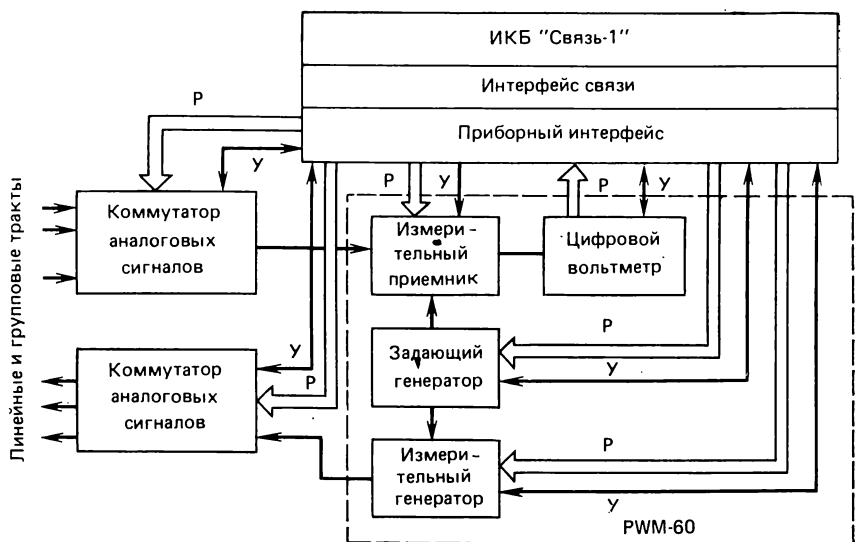 ИКБ "Связь-1"
Интерфейс связи
Приборный интерфейс
Р
У
Р
У
Р
У
Линейные и групповые тракты
Коммутатор
аналоговых
сигналов
Измери-
тельный
приемник
Цифровой
вольтметр
Р
У
Задающий
генератор
У
Р
Коммутатор
аналоговых
сигналов
Р
У
Измери-
тельный
генератор
PWM-60